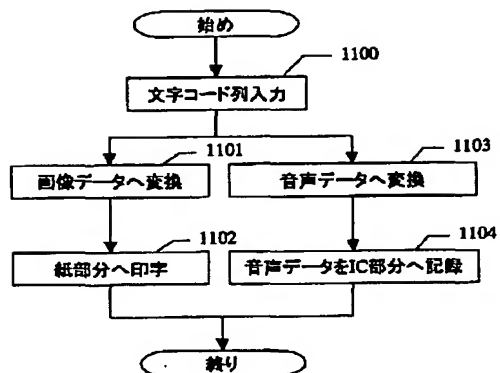 始め
1100
文字コード列入力
1101
画像データへ変換
1103
音声データへ変換
1102
紙部分へ印字
1104
音声データをIC部分へ記録
終り